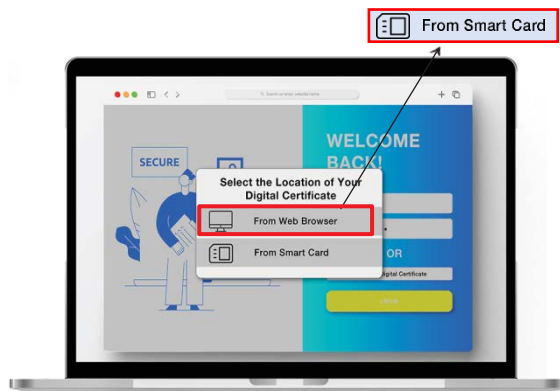 From Smart Card
SECURE
WELCOME
BACK!
Select the Location of Your
Digital Certificate
From Web Browser
From Smart Card
OR
Digital Certificate
LOGIN